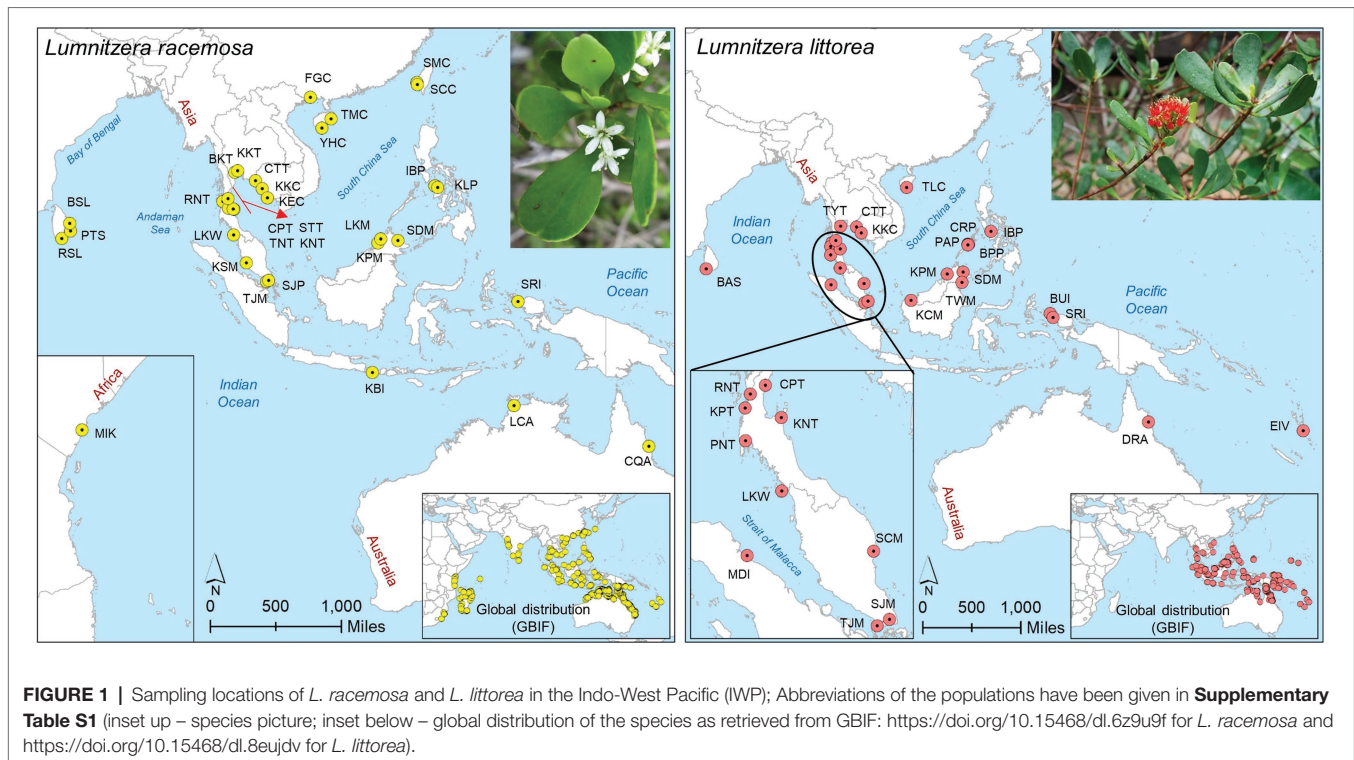 Lumnitzera racemosa
Asia
Bay of Bengal
Andaman
Sea
South China Sea
Pacific
Ocean
Indian
Ocean
Africa
Australia
FGC
SMC
SCC
TMC
YHC
BKT
KKT
CTT
KKC
KEC
RNT
CPT STT
TNT KNT
IBP
KLP
BSL
PTS
RSL
LKW
LKM
KPM
SDM
KSM
TJM
SJP
SRI
KBI
MIK
LCA
CQA
N
0 500 1,000
Miles
Global distribution
(GBIF)
Lumnitzera littorea
Asia
Indian
Ocean
South China Sea
Pacific
Ocean
Australia
TLC
TYT
CTT
KKC
CRP
PAP
BPP
IBP
BAS
KPM
SDM
TWM
KCM
BUI
SRI
DRA
EIV
RNT
CPT
KPT
KNT
PNT
LKW
Strait of Malacca
SCM
MDI
SJM
TJM
N
0 500 1,000
Miles
Global distribution
(GBIF)
FIGURE 1 | Sampling locations of L. racemosa and L. littorea in the Indo-West Pacific (IWP); Abbreviations of the populations have been given in Supplementary
Table S1 (inset up – species picture; inset below – global distribution of the species as retrieved from GBIF: https://doi.org/10.15468/dl.6z9u9f for L. racemosa and
https://doi.org/10.15468/dl.8eujdv for L. littorea).